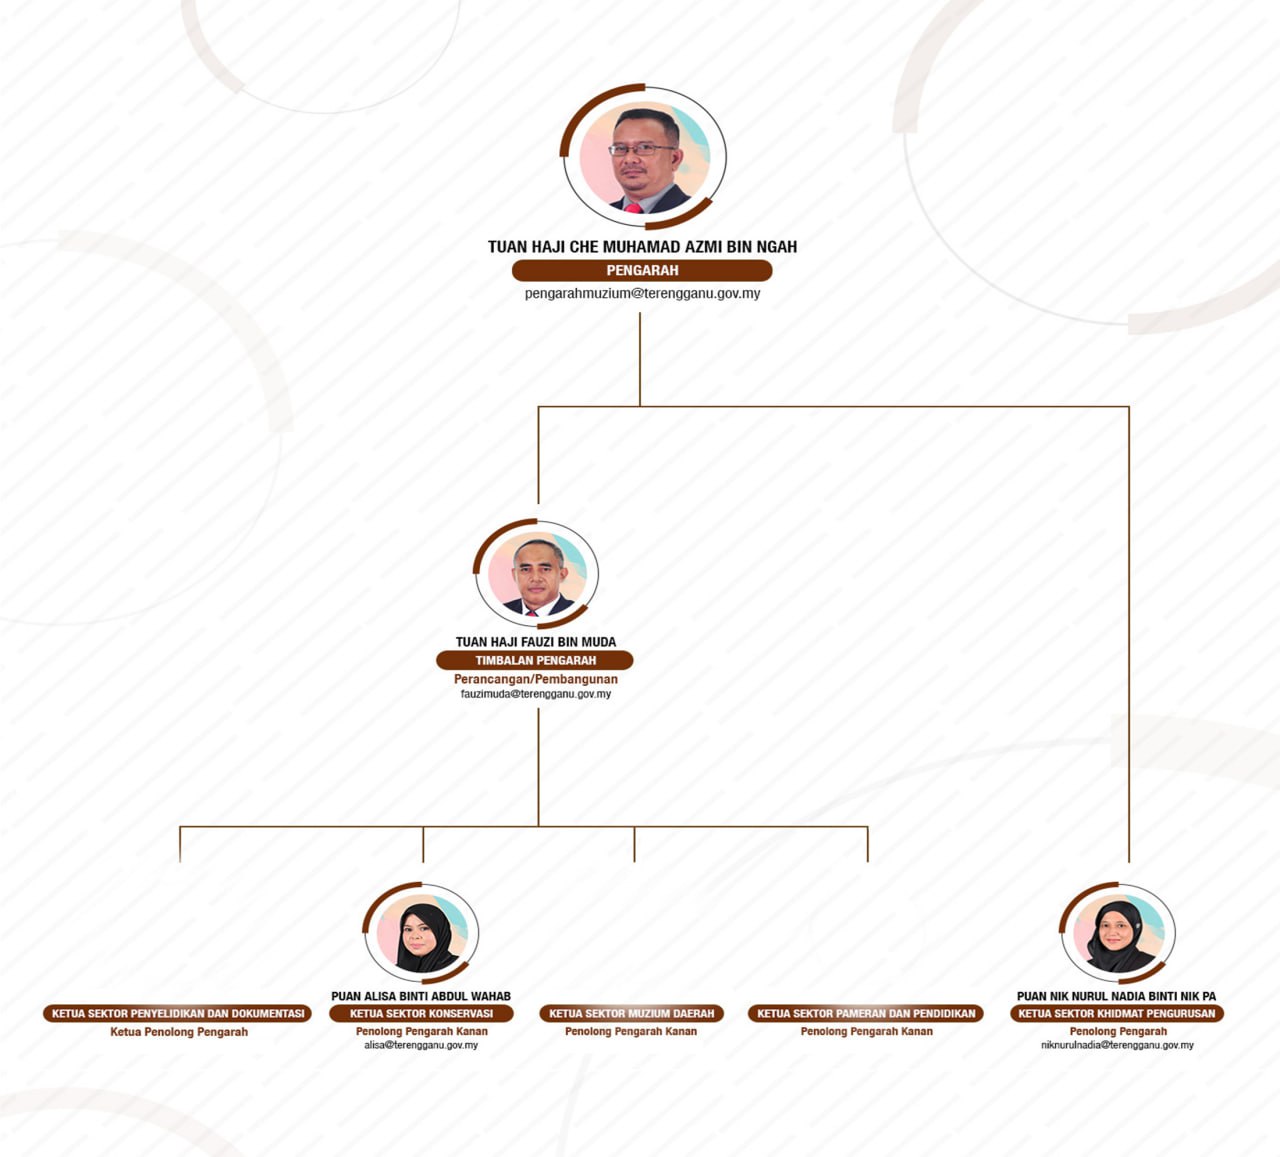 TUAN HAJI CHE MUHAMAD AZMI BIN NGAH
PENGARAH
pengarahmuzium@terengganu.gov.my
TUAN HAJI FAUZI BIN MUDA
TIMBALAN PENGARAH
Perancangan/Pembangunan
fauzimuda@terengganu.gov.my
KETUA SEKTOR PENYELIDIKAN DAN DOKUMENTASI
Ketua Penolong Pengarah
PUAN ALISA BINTI ABDUL WAHAB
KETUA SEKTOR KONSERVASI
Penolong Pengarah Kanan
alisa@terengganu.gov.my
KETUA SEKTOR MUZIUM DAERAH
Penolong Pengarah Kanan
KETUA SEKTOR PAMERAN DAN PENDIDIKAN
Penolong Pengarah Kanan
PUAN NIK NURUL NADIA BINTI NIK PA
KETUA SEKTOR KHIDMAT PENGURUSAN
Penolong Pengarah
niknurulnadia@terengganu.gov.my